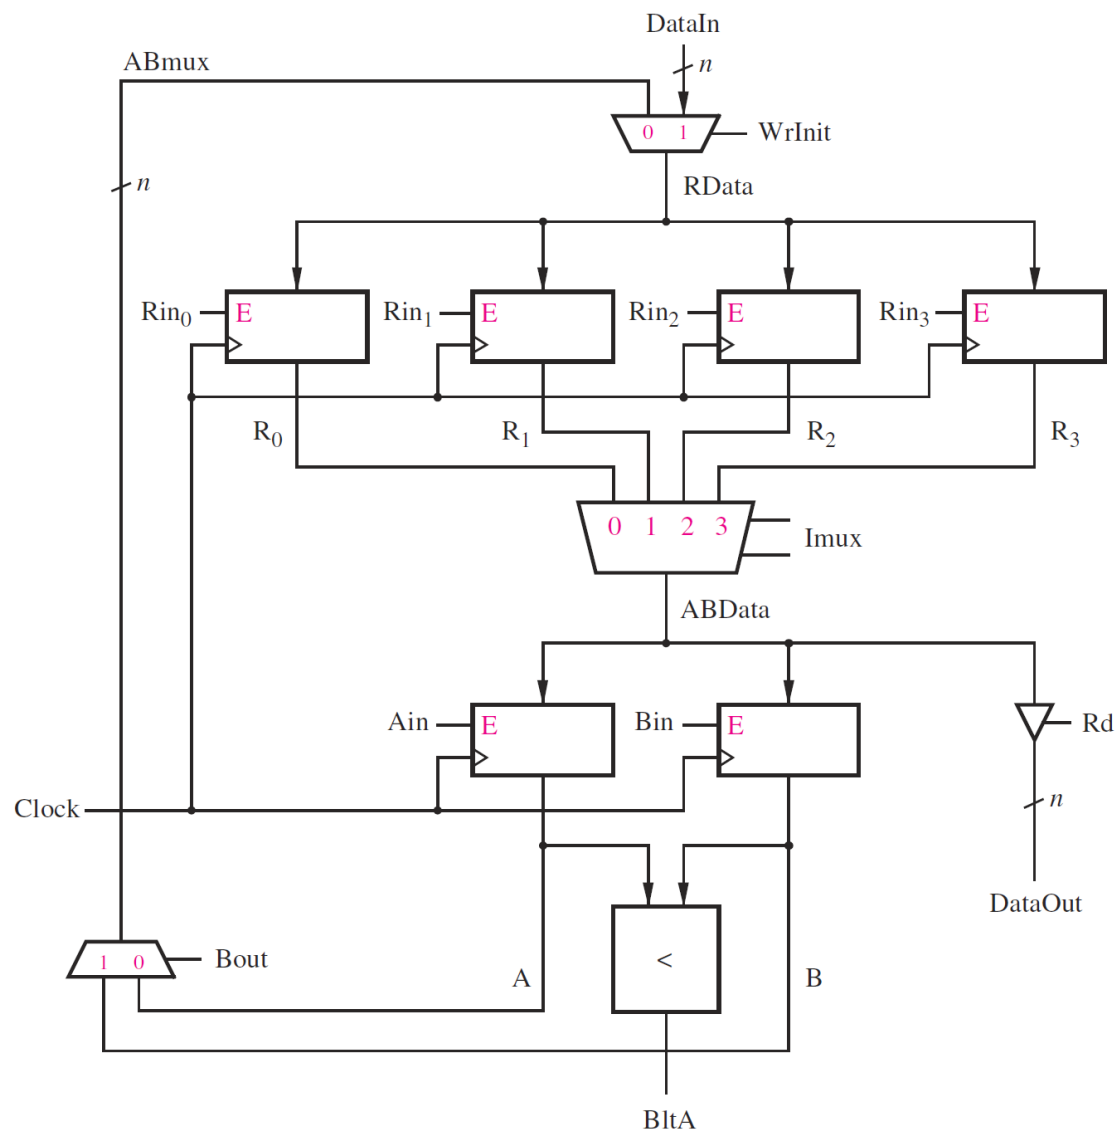 DataIn
ABmux
n
0 1
WrInit
n
RData
Rin0 E
Rin1 E
Rin2 E
Rin3 E
R0
R1
R2
R3
0 1 2 3
Imux
ABData
Ain E
Bin E
Rd
Clock
n
DataOut
1 0
Bout
<
A
B
BltA